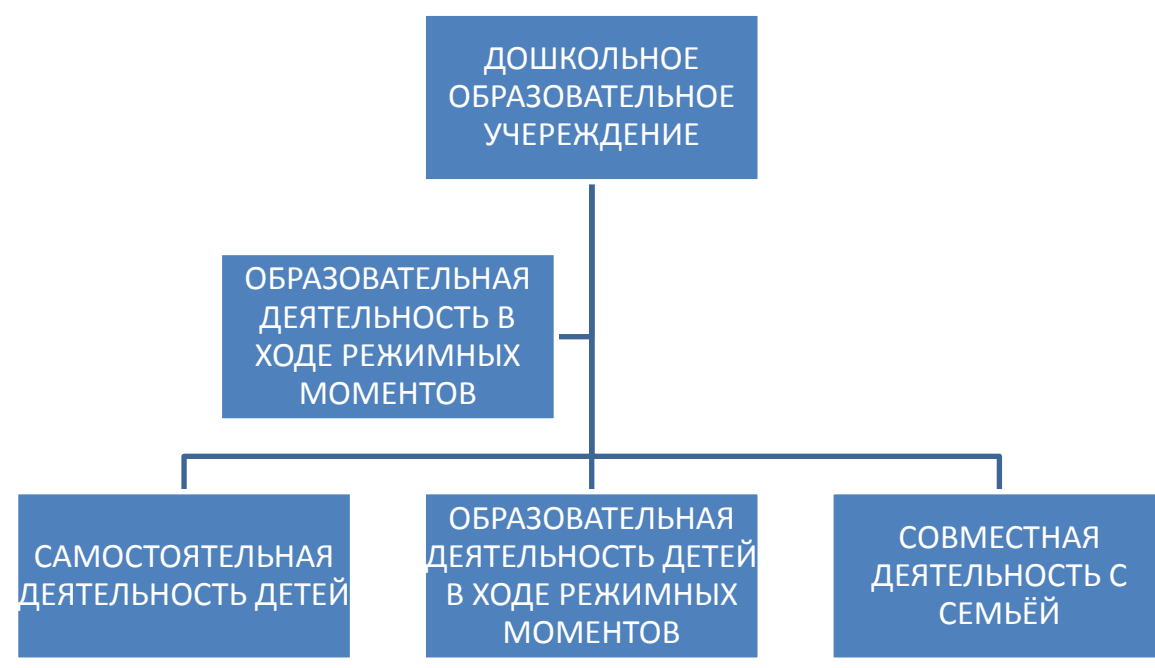 ДОШКОЛЬНОЕ
ОБРАЗОВАТЕЛЬНОЕ
УЧЕРЕЖДЕНИЕ
ОБРАЗОВАТЕЛЬНАЯ
ДЕЯТЕЛЬНОСТЬ В
ХОДЕ РЕЖИМНЫХ
МОМЕНТОВ
САМОСТОЯТЕЛЬНАЯ
ДЕЯТЕЛЬНОСТЬ ДЕТЕЙ
ОБРАЗОВАТЕЛЬНАЯ
ДЕЯТЕЛЬНОСТЬ ДЕТЕЙ
В ХОДЕ РЕЖИМНЫХ
МОМЕНТОВ
СОВМЕСТНАЯ
ДЕЯТЕЛЬНОСТЬ С
СЕМЬЁЙ